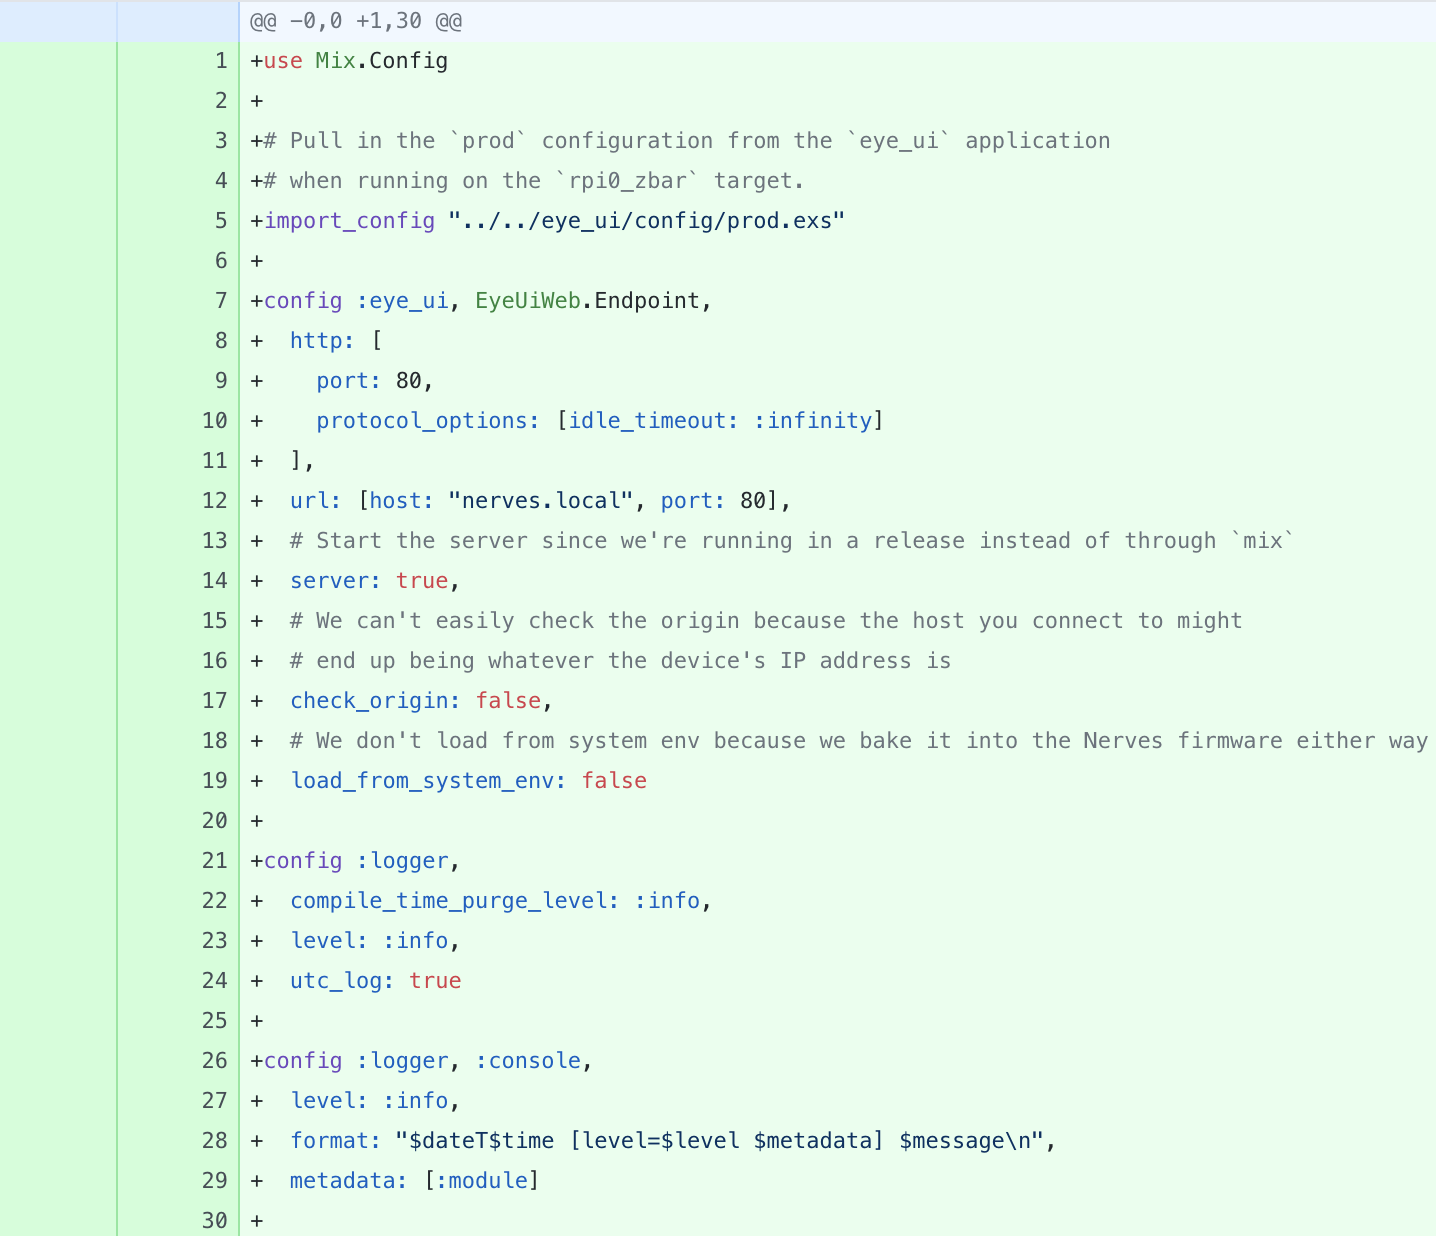 @@ −0,0 +1,30 @@
1 +use Mix.Config
2 +
3 +# Pull in the `prod` configuration from the `eye_ui` application
4 +# when running on the `rpi0_zbar` target.
5 +import_config "../../eye_ui/config/prod.exs"
6 +
7 +config :eye_ui, EyeUiWeb.Endpoint,
8 +  http: [
9 +    port: 80,
10 +    protocol_options: [idle_timeout: :infinity]
11 +  ],
12 +  url: [host: "nerves.local", port: 80],
13 +  # Start the server since we're running in a release instead of through `mix`
14 +  server: true,
15 +  # We can't easily check the origin because the host you connect to might
16 +  # end up being whatever the device's IP address is
17 +  check_origin: false,
18 +  # We don't load from system env because we bake it into the Nerves firmware either way
19 +  load_from_system_env: false
20 +
21 +config :logger,
22 +  compile_time_purge_level: :info,
23 +  level: :info,
24 +  utc_log: true
25 +
26 +config :logger, :console,
27 +  level: :info,
28 +  format: "$dateT$time [level=$level $metadata] $message\n",
29 +  metadata: [:module]
30 +